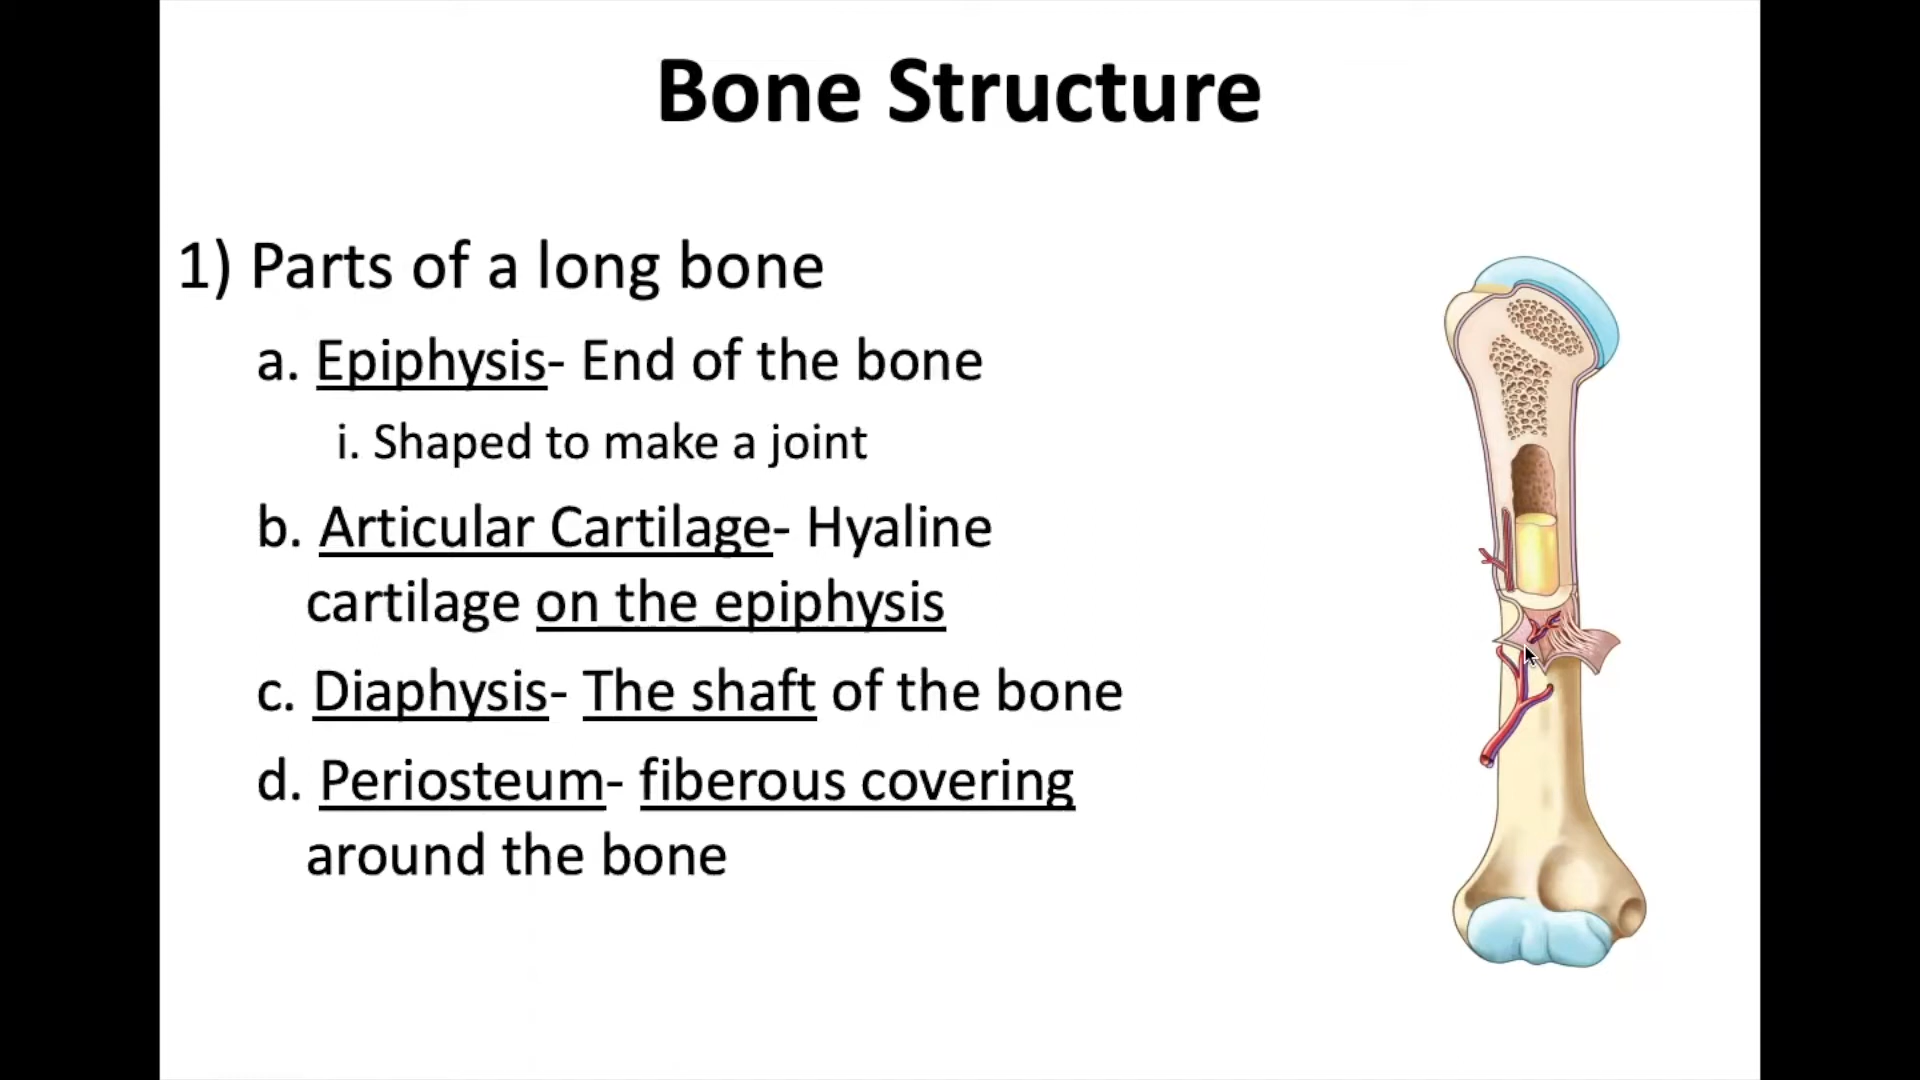 Bone Structure
1) Parts of a long bone
a. Epiphysis- End of the bone
i. Shaped to make a joint
b. Articular Cartilage- Hyaline
cartilage on the epiphysis
c. Diaphysis- The shaft of the bone
d. Periosteum- fiberous covering
around the bone